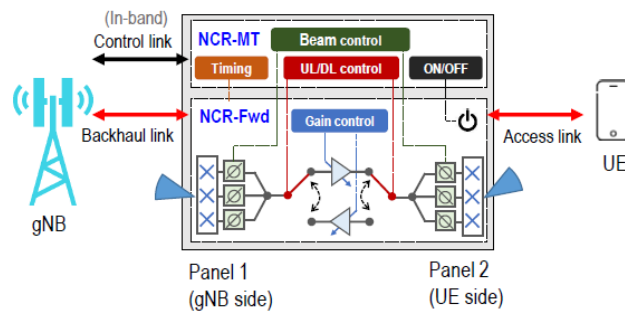 (In-band)
Control link
NCR-MT
Beam control
Timing
UL/DL control
ON/OFF
NCR-Fwd
Gain control
Backhaul link
Access link
gNB
UE
Panel 1
(gNB side)
Panel 2
(UE side)